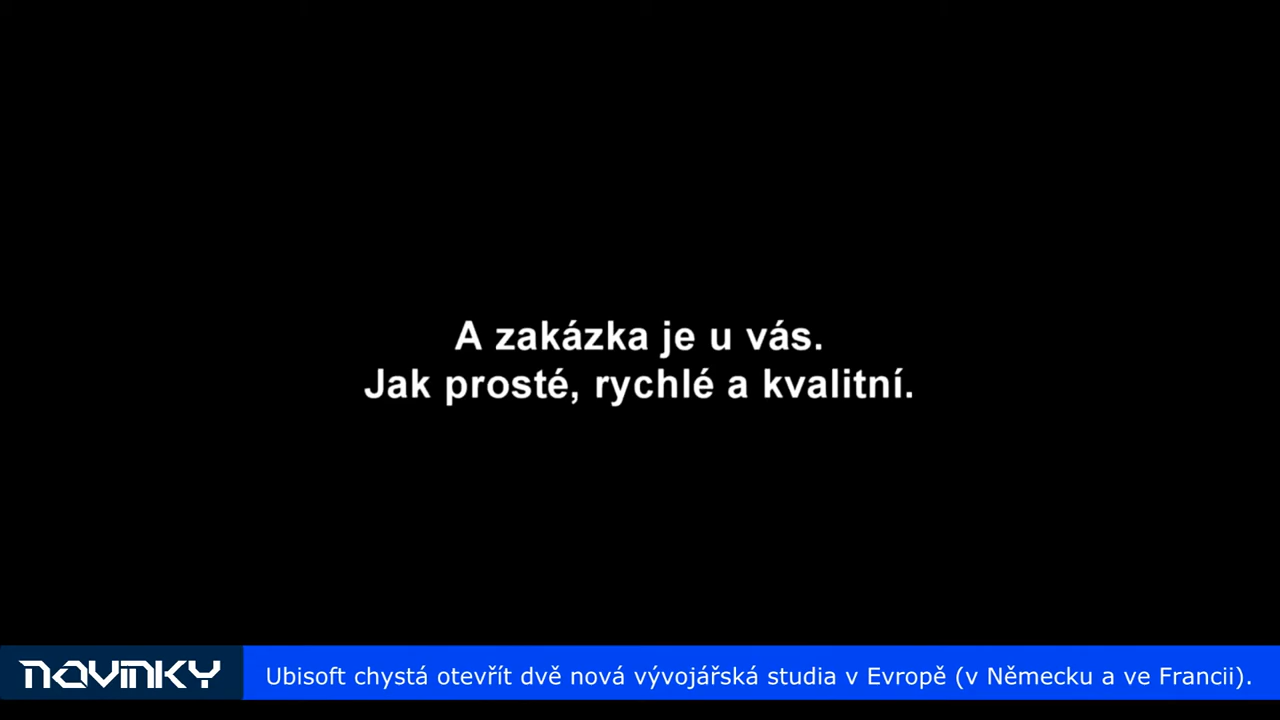 A zakázka je u vás.
Jak prosté, rychlé a kvalitní.
NOVINKY
Ubisoft chystá otevřít dvě nová vývojářská studia v Evropě (v Německu a ve Francii).